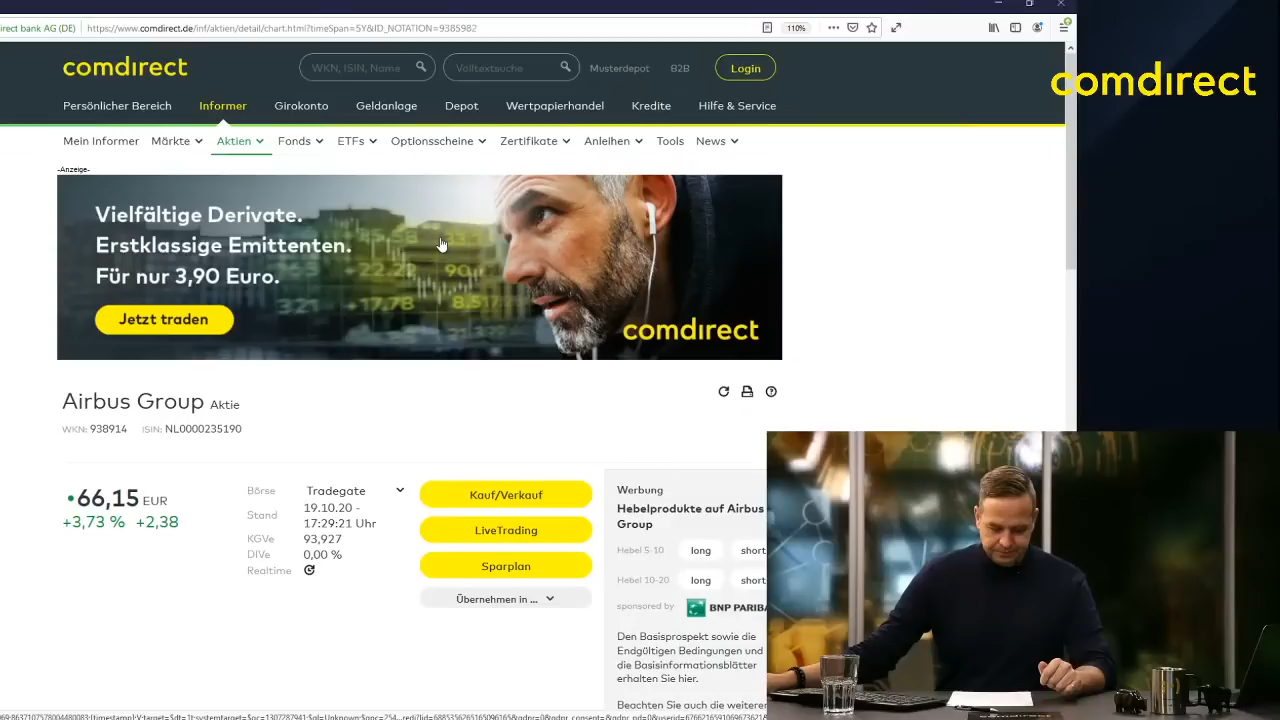 irect bank AG (DE)
https://www.comdirect.de/inf/aktien/detail/chart.html?timeSpan=5Y&ID_NOTATION=9385982
110%
comdirect
WKN, ISIN, Name
Volltextsuche
Musterdepot
B2B
Login
comdirect
Persönlicher Bereich
Informer
Girokonto
Geldanlage
Depot
Wertpapierhandel
Kredite
Hilfe & Service
Mein Informer
Märkte
Aktien
Fonds
ETFs
Optionsscheine
Zertifikate
Anleihen
Tools
News
-Anzeige-
Vielfältige Derivate.
Erstklassige Emittenten.
Für nur 3,90 Euro.
Jetzt traden
+22.22
90
321
+17.78
comdirect
Airbus Group Aktie
WKN: 938914 ISIN: NL0000235190
66,15 EUR
+3,73 % +2,38
Börse Tradegate
Stand 19.10.20 -
17:29:21 Uhr
KGVe 93,927
DIVe 0,00 %
Realtime
Kauf/Verkauf
LiveTrading
Sparplan
Übernehmen in ...
Werbung
Hebelprodukte auf Airbus
Group
Hebel 5-10 long short
Hebel 10-20 long short
sponsored by BNP PARIBA
Den Basisprospekt sowie die
Endgültigen Bedingungen und
die Basisinformationsblätter
erhalten Sie hier.
Beachten Sie auch die weiteren